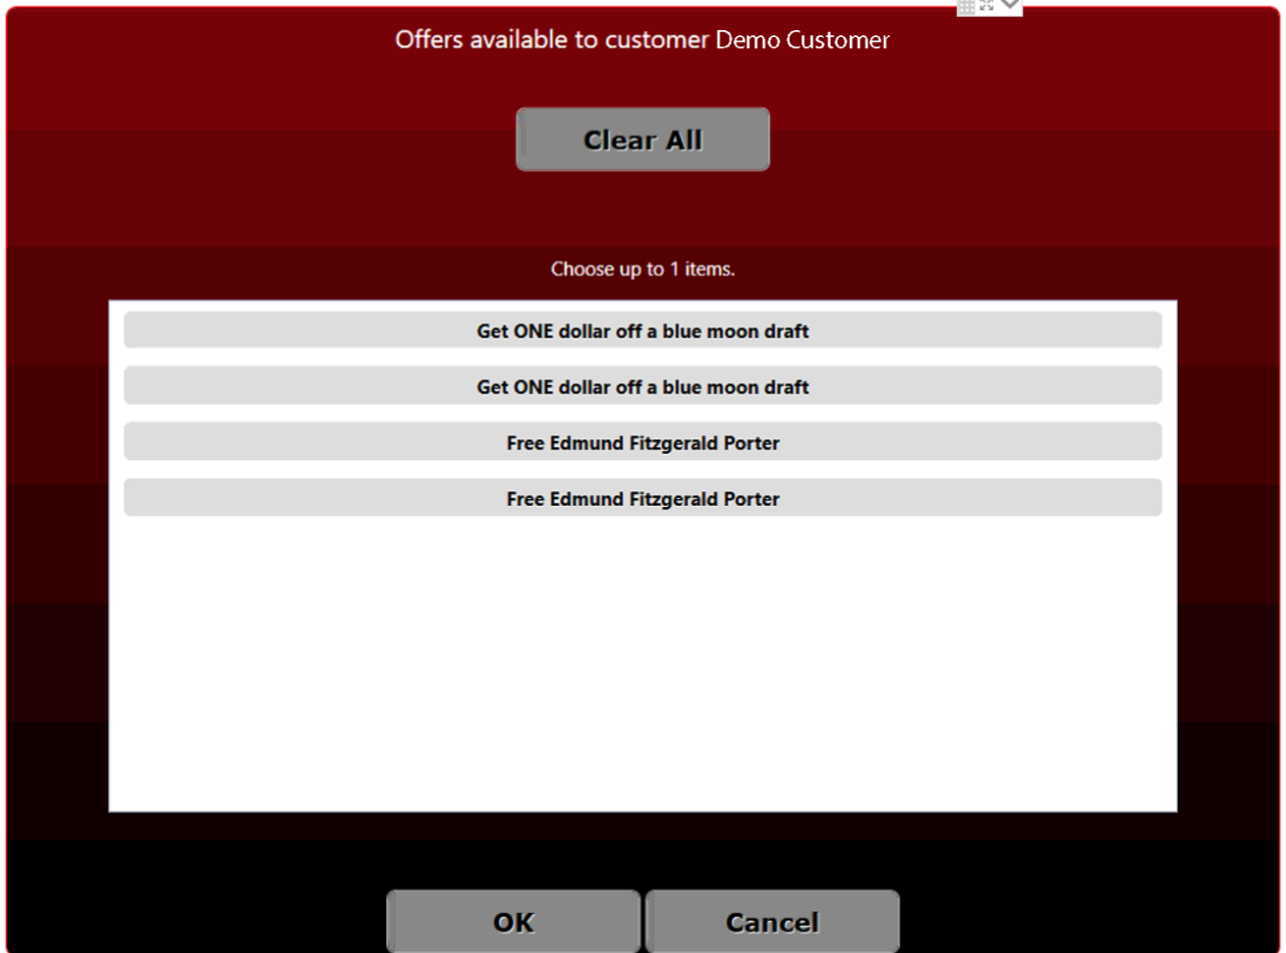 Offers available to customer Demo Customer
Clear All
Choose up to 1 items.
Get ONE dollar off a blue moon draft
Get ONE dollar off a blue moon draft
Free Edmund Fitzgerald Porter
Free Edmund Fitzgerald Porter
OK
Cancel